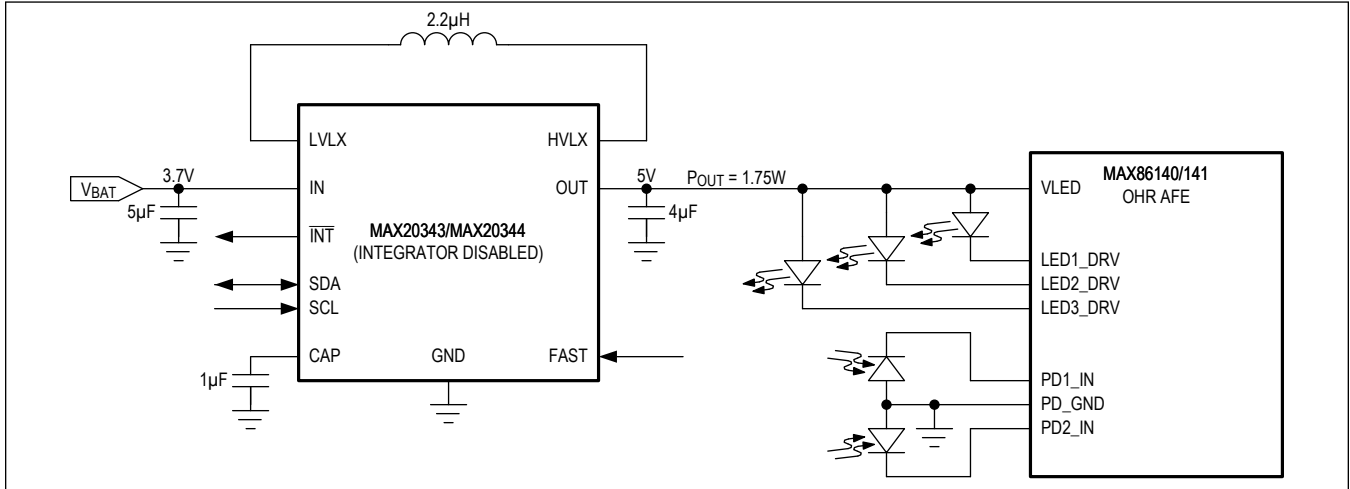 2.2µH
LVLX
HVLX
VBAT
3.7V
IN
OUT
5V
POUT = 1.75W
5µF
4µF
INT
MAX20343/MAX20344
(INTEGRATOR DISABLED)
SDA
SCL
CAP
GND
FAST
1µF
MAX86140/141
OHR AFE
VLED
LED1_DRV
LED2_DRV
LED3_DRV
PD1_IN
PD_GND
PD2_IN